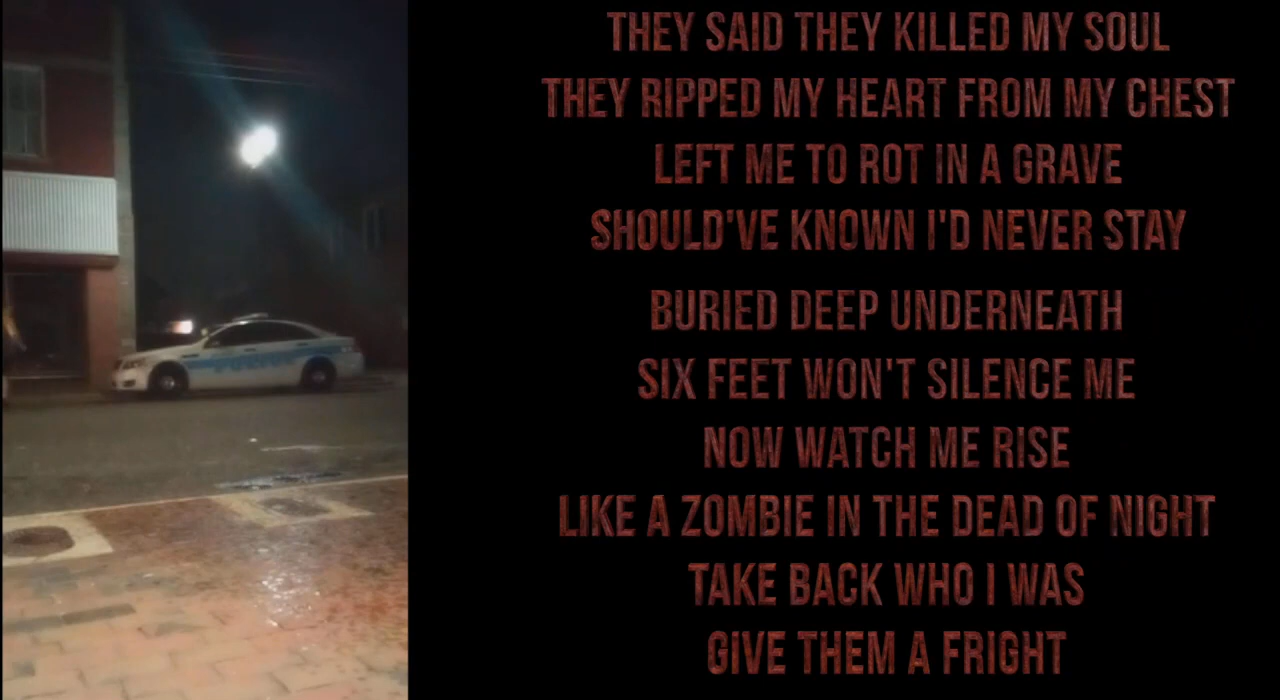 THEY SAID THEY KILLED MY SOUL
THEY RIPPED MY HEART FROM MY CHEST
LEFT ME TO ROT IN A GRAVE
SHOULD'VE KNOWN I'D NEVER STAY
BURIED DEEP UNDERNEATH
SIX FEET WON'T SILENCE ME
NOW WATCH ME RISE
LIKE A ZOMBIE IN THE DEAD OF NIGHT
TAKE BACK WHO I WAS
GIVE THEM A FRIGHT
POLICE